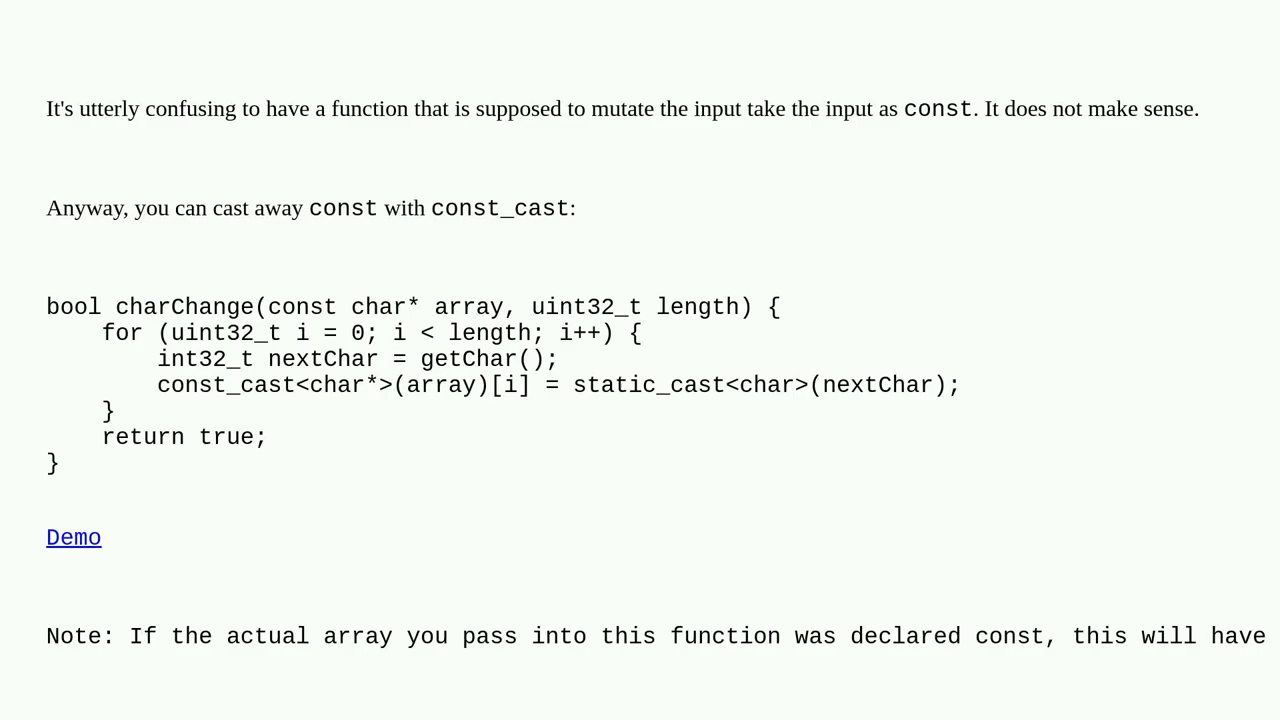 It's utterly confusing to have a function that is supposed to mutate the input take the input as const. It does not make sense.
Anyway, you can cast away const with const_cast:
bool charChange(const char* array, uint32_t length) {
    for (uint32_t i = 0; i < length; i++) {
        int32_t nextChar = getChar();
        const_cast<char*>(array)[i] = static_cast<char>(nextChar);
    }
    return true;
}
Demo
Note: If the actual array you pass into this function was declared const, this will have